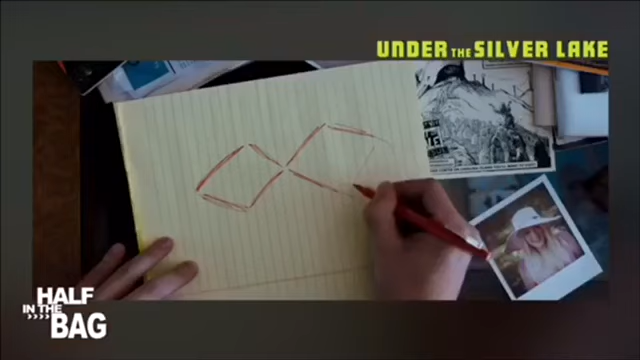 UNDER THE SILVER LAKE
HALF
IN THE
BAG